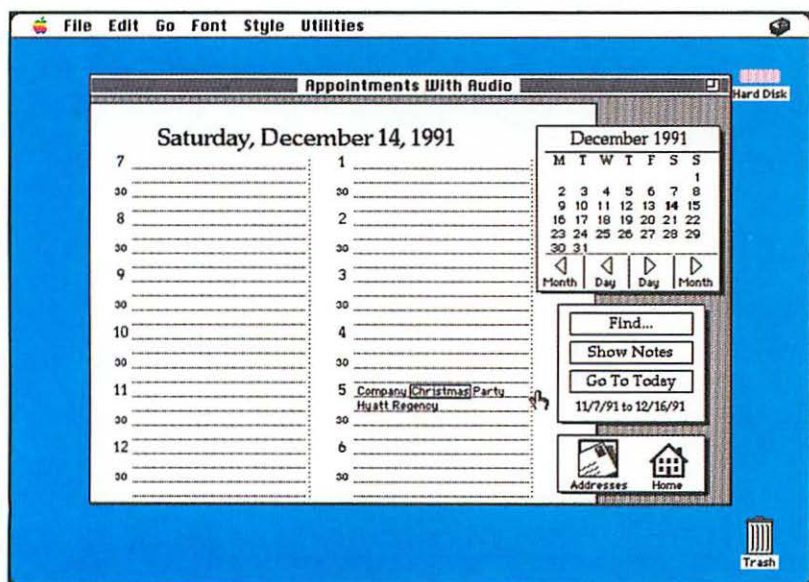 File Edit Go Font Style Utilities
Appointments With Audio
Hard Disk
Saturday, December 14, 1991
7
30
8
30
9
30
10
30
11
30
12
30
1
30
2
30
3
30
4
30
5 Company Christmas Party
Hyatt Regency
30
6
30
December 1991
M T W T F S S
1
2 3 4 5 6 7 8
9 10 11 12 13 14 15
16 17 18 19 20 21 22
23 24 25 26 27 28 29
30 31
Month Day Day Month
Find...
Show Notes
Go To Today
11/7/91 to 12/16/91
Addresses Home
Trash